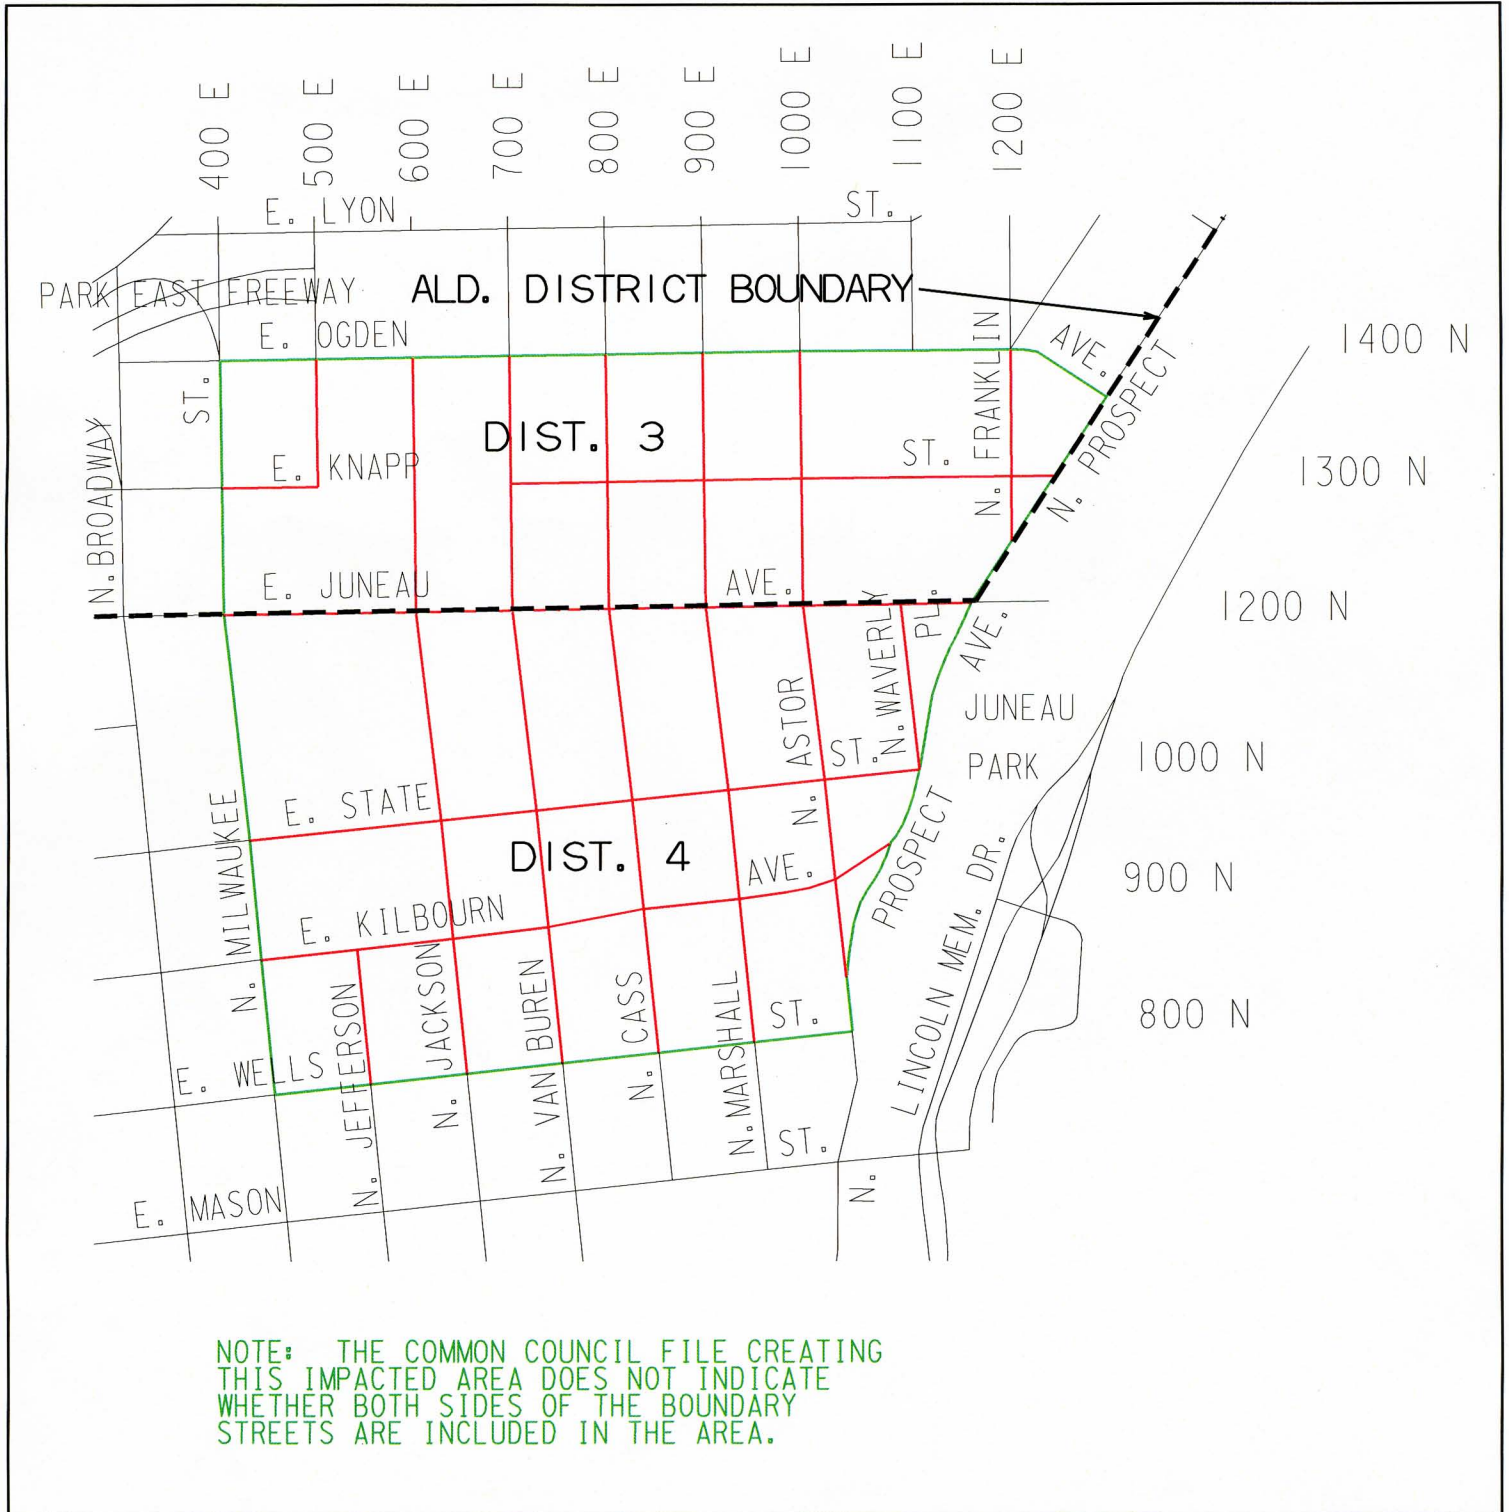 400 E
500 E
600 E
700 E
800 E
900 E
1000 E
1100 E
1200 E
E. LYON ST.
PARK EAST FREEWAY
ALD. DISTRICT BOUNDARY
E. OGDEN AVE.
1400 N
ST.
N. FRANKLIN
N. PROSPECT
DIST. 3
E. KNAPP ST.
1300 N
N. BROADWAY
E. JUNEAU AVE.
N. WAVERLY PL.
AVE.
1200 N
ASTOR
JUNEAU
PARK
E. STATE ST.
1000 N
N.
N. MILWAUKEE
DIST. 4
PROSPECT
LINCOLN MEM. DR.
E. KILBOURN AVE.
900 N
N. JEFFERSON
N. JACKSON
N. VAN BUREN
N. CASS
N. MARSHALL
E. WELLS ST.
800 N
E. MASON ST.
N.
NOTE: THE COMMON COUNCIL FILE CREATING
THIS IMPACTED AREA DOES NOT INDICATE
WHETHER BOTH SIDES OF THE BOUNDARY
STREETS ARE INCLUDED IN THE AREA.